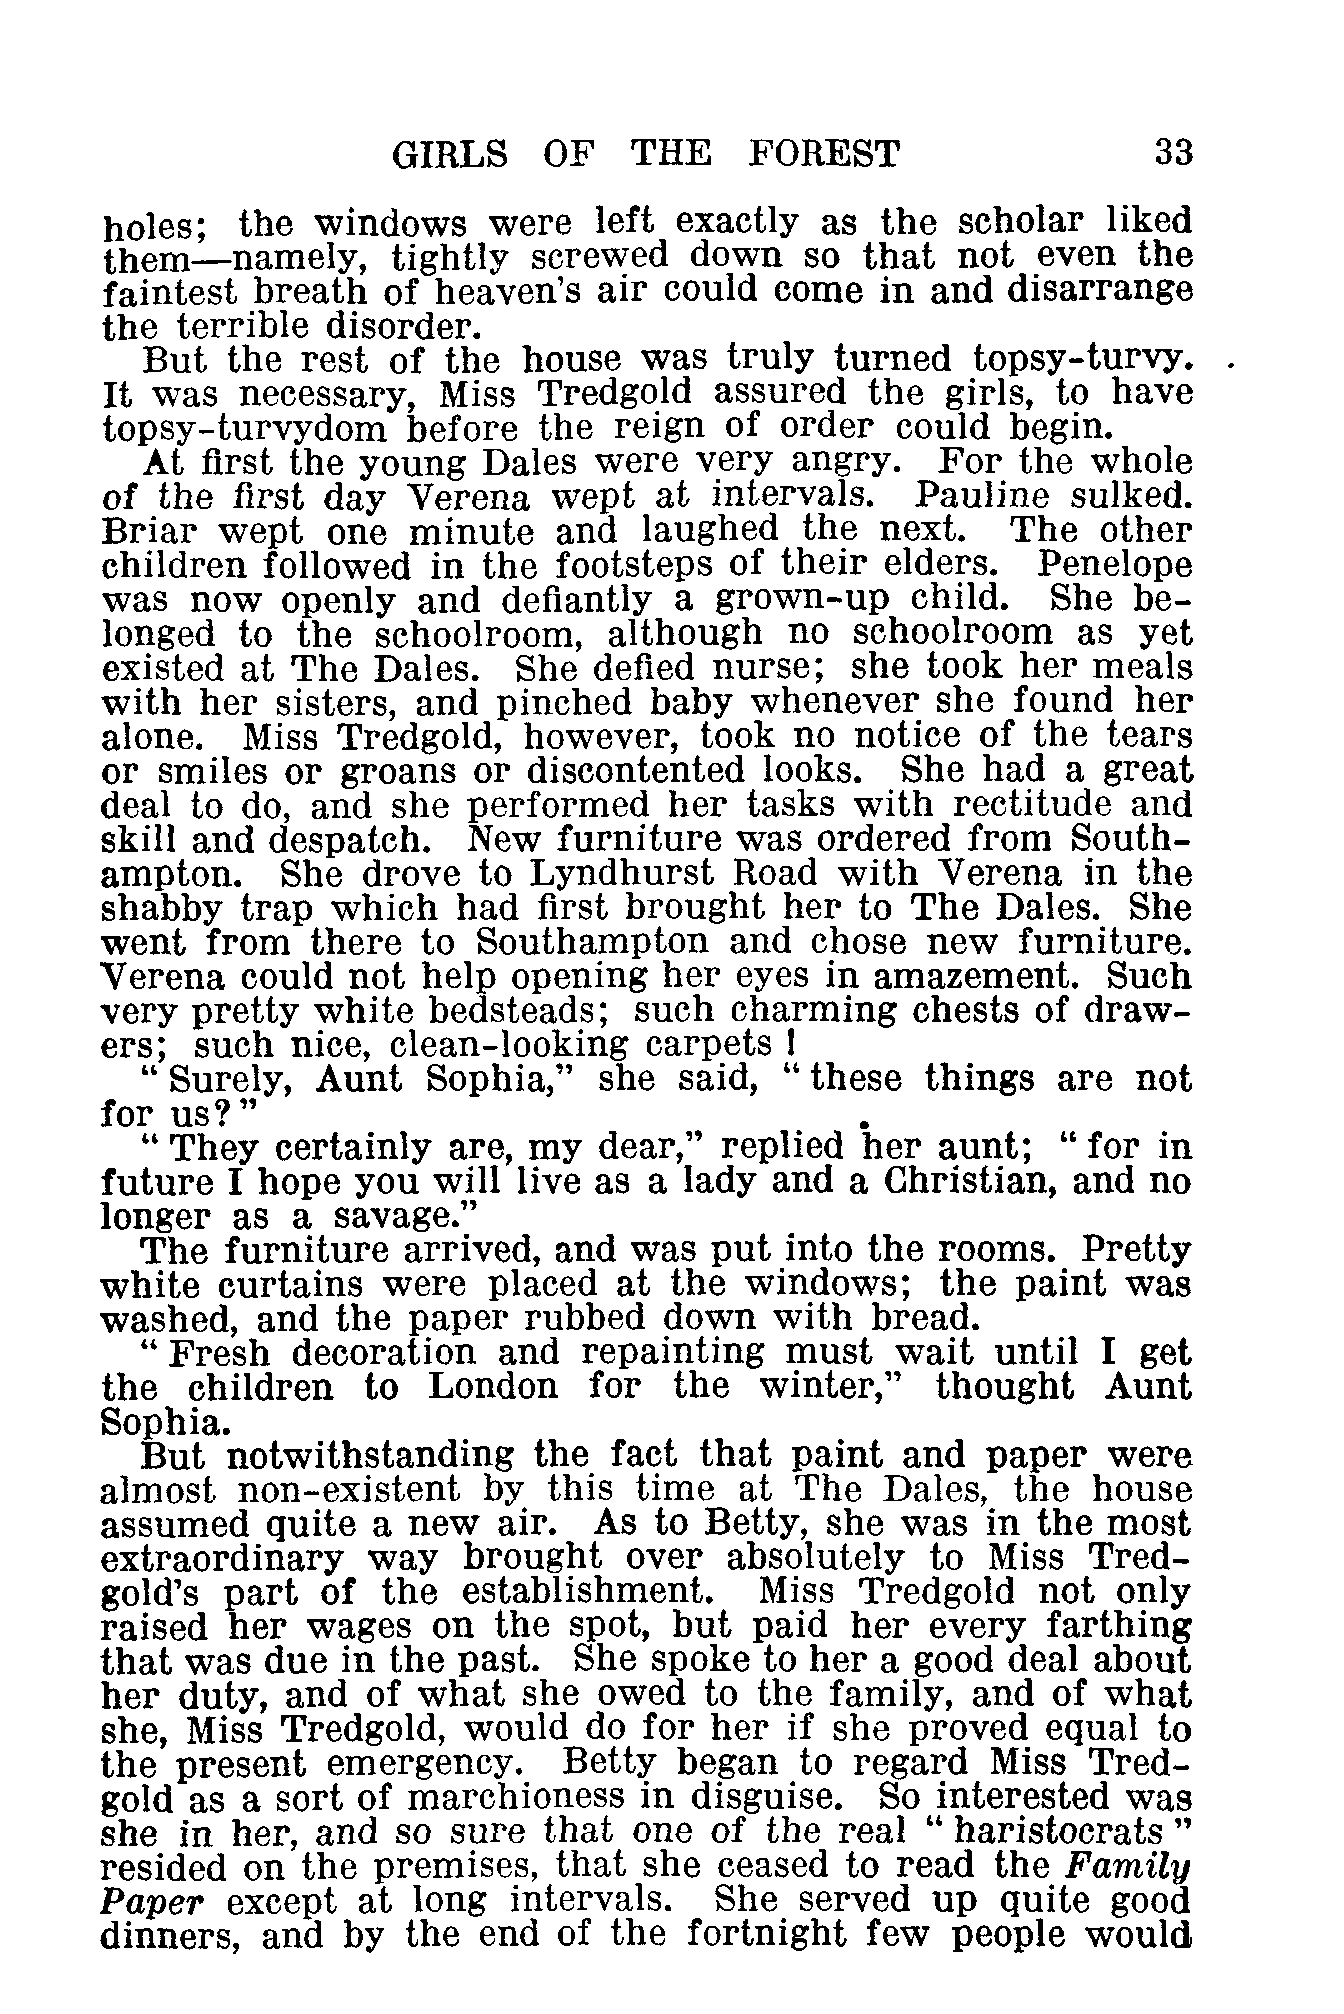 GIRLS OF THE FOREST 33
holes; the windows were left exactly as the scholar liked
them—namely, tightly screwed down so that not even the
faintest breath of heaven's air could come in and disarrange
the terrible disorder.
But the rest of the house was truly turned topsy-turvy.
It was necessary, Miss Tredgold assured the girls, to have
topsy-turvydom before the reign of order could begin.
At first the young Dales were very angry. For the whole
of the first day Verena wept at intervals. Pauline sulked.
Briar wept one minute and laughed the next. The other
children followed in the footsteps of their elders. Penelope
was now openly and defiantly a grown-up child. She be-
longed to the schoolroom, although no schoolroom as yet
existed at The Dales. She defied nurse; she took her meals
with her sisters, and pinched baby whenever she found her
alone. Miss Tredgold, however, took no notice of the tears
or smiles or groans or discontented looks. She had a great
deal to do, and she performed her tasks with rectitude and
skill and despatch. New furniture was ordered from South-
ampton. She drove to Lyndhurst Road with Verena in the
shabby trap which had first brought her to The Dales. She
went from there to Southampton and chose new furniture.
Verena could not help opening her eyes in amazement. Such
very pretty white bedsteads; such charming chests of draw-
ers; such nice, clean-looking carpets!
"Surely, Aunt Sophia," she said, "these things are not
for us?"
"They certainly are, my dear," replied her aunt; "for in
future I hope you will live as a lady and a Christian, and no
longer as a savage."
The furniture arrived, and was put into the rooms. Pretty
white curtains were placed at the windows; the paint was
washed, and the paper rubbed down with bread.
"Fresh decoration and repainting must wait until I get
the children to London for the winter," thought Aunt
Sophia.
But notwithstanding the fact that paint and paper were
almost non-existent by this time at The Dales, the house
assumed quite a new air. As to Betty, she was in the most
extraordinary way brought over absolutely to Miss Tred-
gold's part of the establishment. Miss Tredgold not only
raised her wages on the spot, but paid her every farthing
that was due in the past. She spoke to her a good deal about
her duty, and of what she owed to the family, and of what
she, Miss Tredgold, would do for her if she proved equal to
the present emergency. Betty began to regard Miss Tred-
gold as a sort of marchioness in disguise. So interested was
she in her, and so sure that one of the real "haristocrats"
resided on the premises, that she ceased to read the Family
Paper except at long intervals. She served up quite good
dinners, and by the end of the fortnight few people would